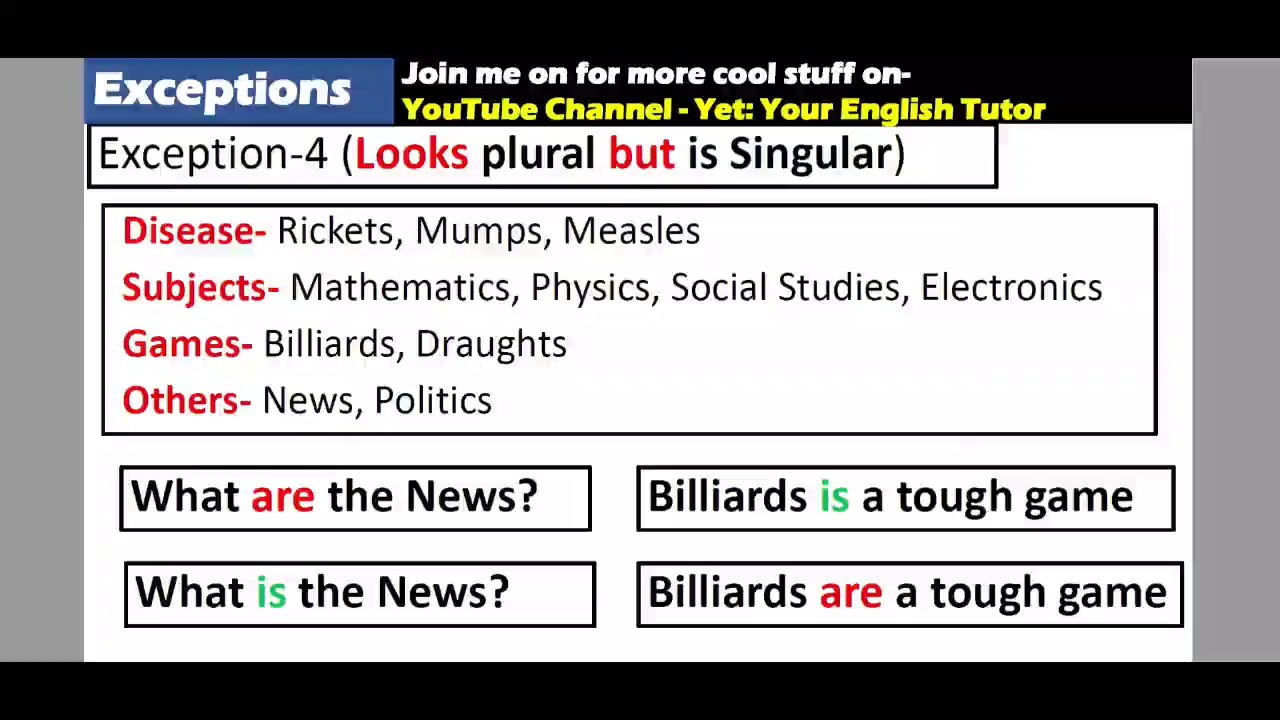 Exceptions
Join me on for more cool stuff on-
YouTube Channel - Yet: Your English Tutor
Exception-4 (Looks plural but is Singular)
Disease- Rickets, Mumps, Measles
Subjects- Mathematics, Physics, Social Studies, Electronics
Games- Billiards, Draughts
Others- News, Politics
What are the News?
Billiards is a tough game
What is the News?
Billiards are a tough game